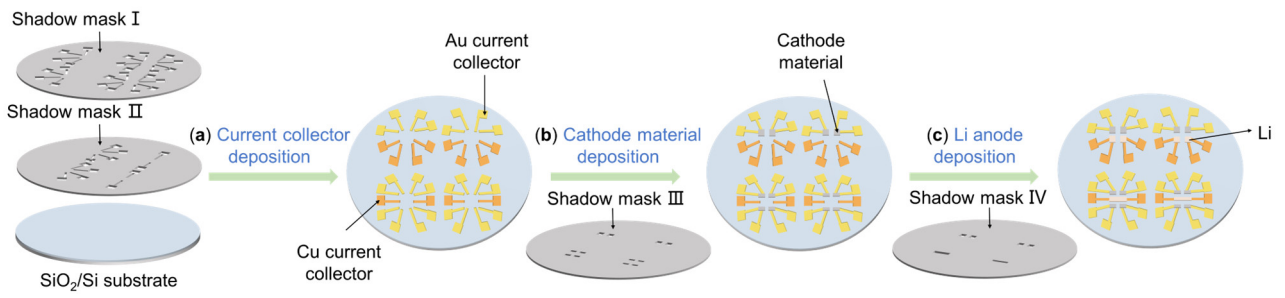 Shadow mask Ⅰ
Shadow mask Ⅱ
SiO₂/Si substrate
(a) Current collector
deposition
Au current
collector
Cu current
collector
(b) Cathode material
deposition
Shadow mask Ⅲ
Cathode
material
(c) Li anode
deposition
Shadow mask Ⅳ
Li